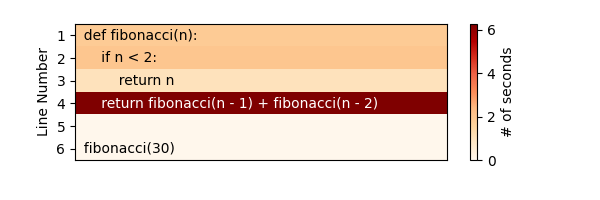 1 def fibonacci(n):
2 if n < 2:
3 return n
4 return fibonacci(n - 1) + fibonacci(n - 2)
5
6 fibonacci(30)
Line Number
6
4
2
0
# of seconds